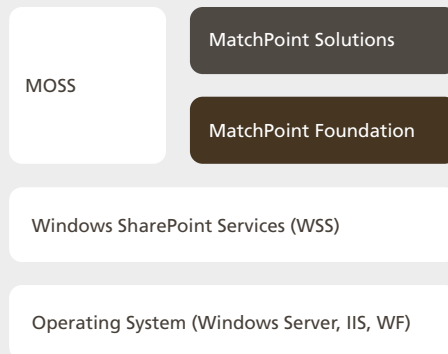 MatchPoint Solutions
MOSS
MatchPoint Foundation
Windows SharePoint Services (WSS)
Operating System (Windows Server, IIS, WF)